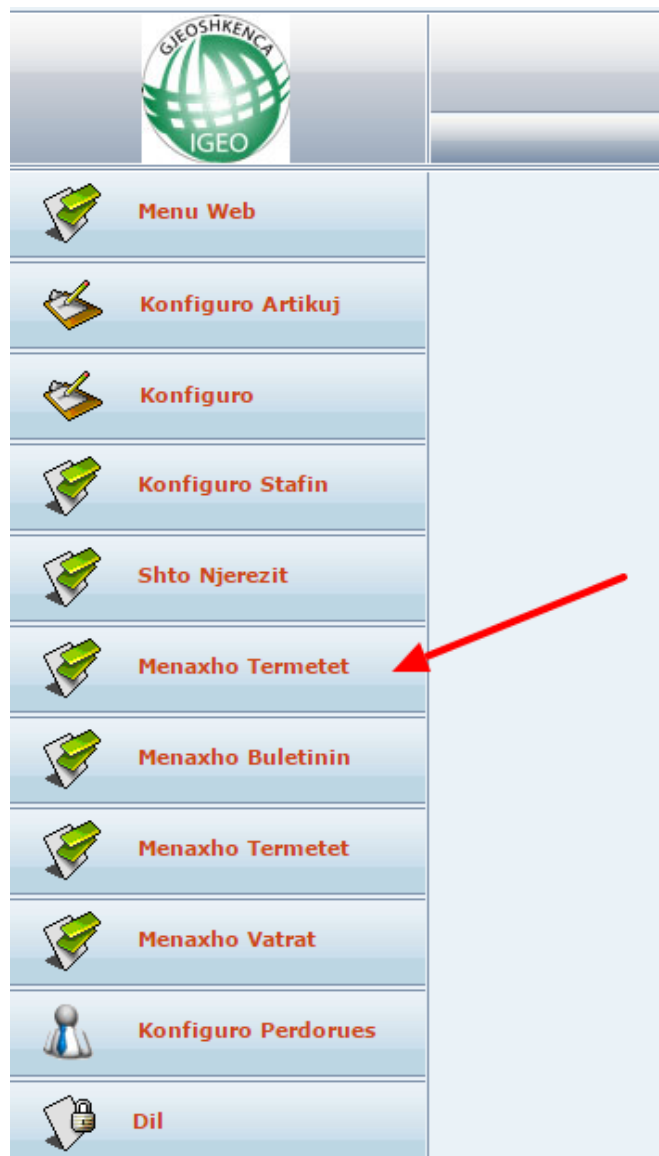 GJEOSHKENCA
IGEO
Menu Web
Konfiguro Artikuj
Konfiguro
Konfiguro Stafin
Shto Njerezit
Menaxho Termetet
Menaxho Buletinin
Menaxho Termetet
Menaxho Vatrat
Konfiguro Perdorues
Dil